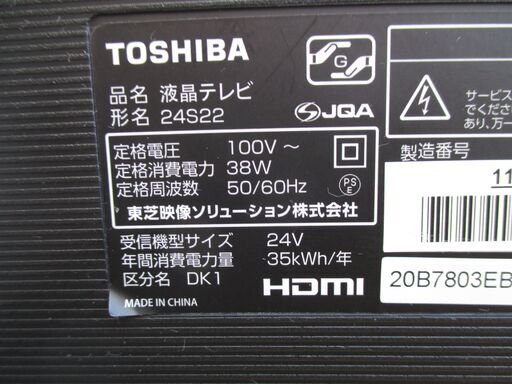 TOSHIBA
G
品名 液晶テレビ
形名 24S22
JQA
定格電圧 100V ～
定格消費電力 38W
定格周波数 50/60Hz
PS
E
東芝映像ソリューション株式会社
受信機型サイズ 24V
年間消費電力量 35kWh/年
区分名 DK1
HDMI
MADE IN CHINA
サービス
でくださ
あり、万一
製造番号
11
20B7803EB